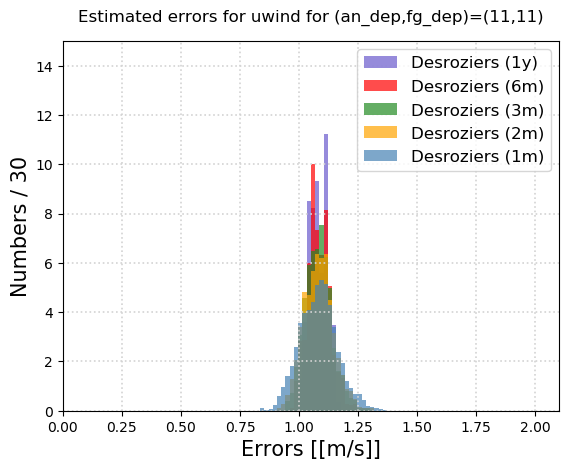 Estimated errors for uwind for (an_dep,fg_dep)=(11,11)
Desroziers (1y)
Desroziers (6m)
Desroziers (3m)
Desroziers (2m)
Desroziers (1m)
Numbers / 30
14
12
10
8
6
4
2
0
0.00 0.25 0.50 0.75 1.00 1.25 1.50 1.75 2.00
Errors [[m/s]]